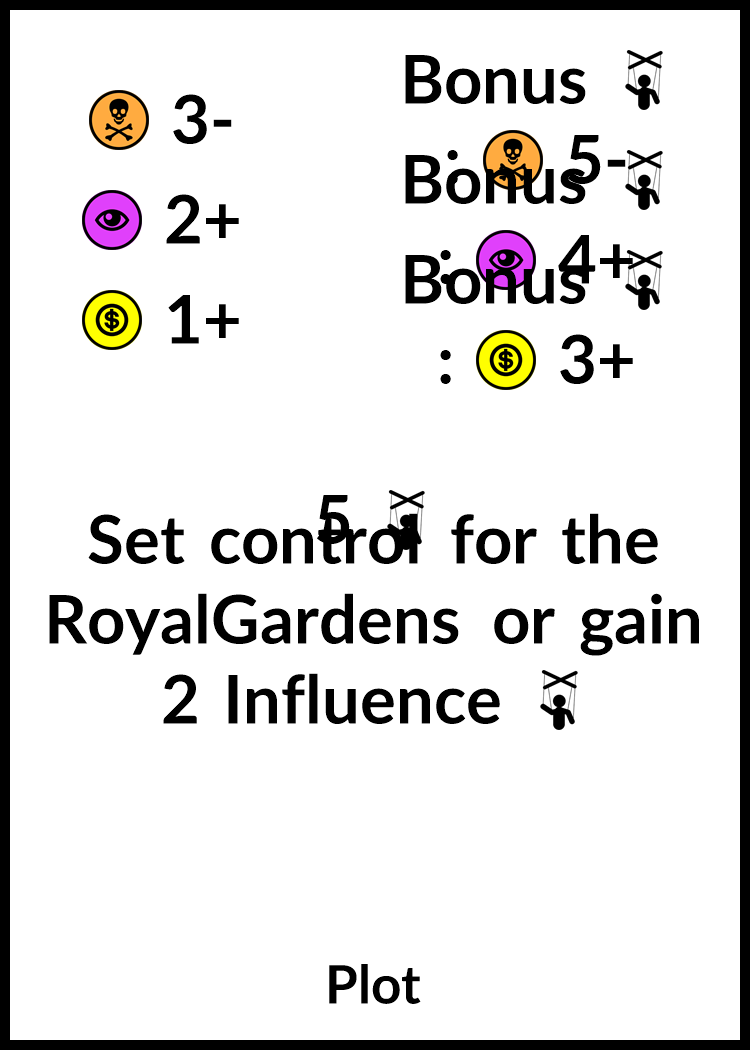 3-
2+
1+
Bonus
: 5-
Bonus
: 4+
Bonus
: 3+
5
Set control for the
RoyalGardens or gain
2 Influence
Plot